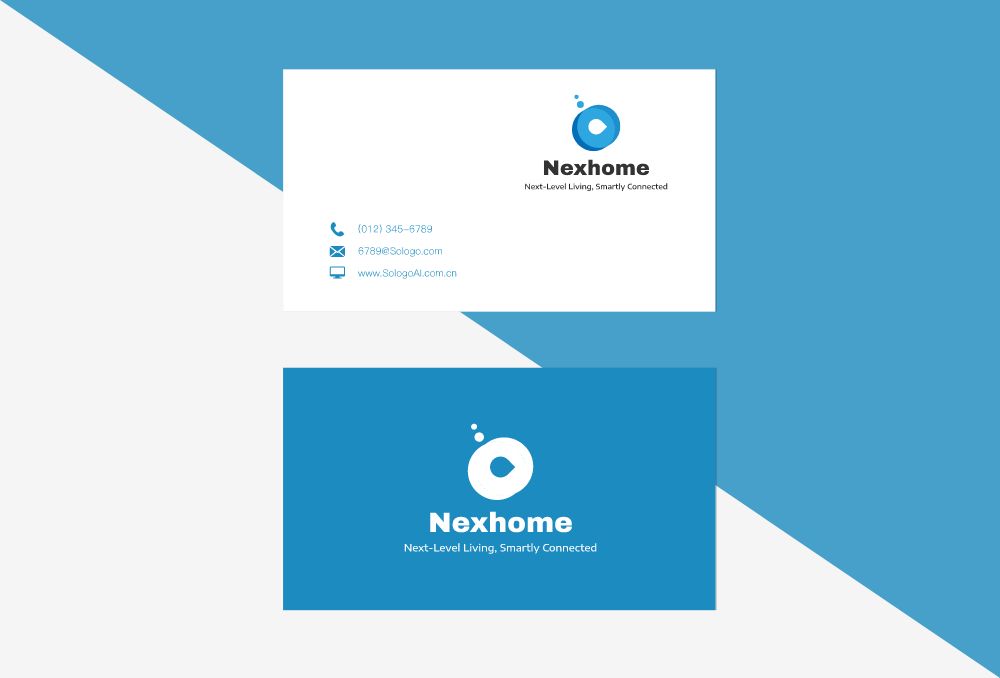 Nexhome
Next-Level Living, Smartly Connected
(012) 345-6789
6789@Sologo.com
www.SologoAI.com.cn
Nexhome
Next-Level Living, Smartly Connected